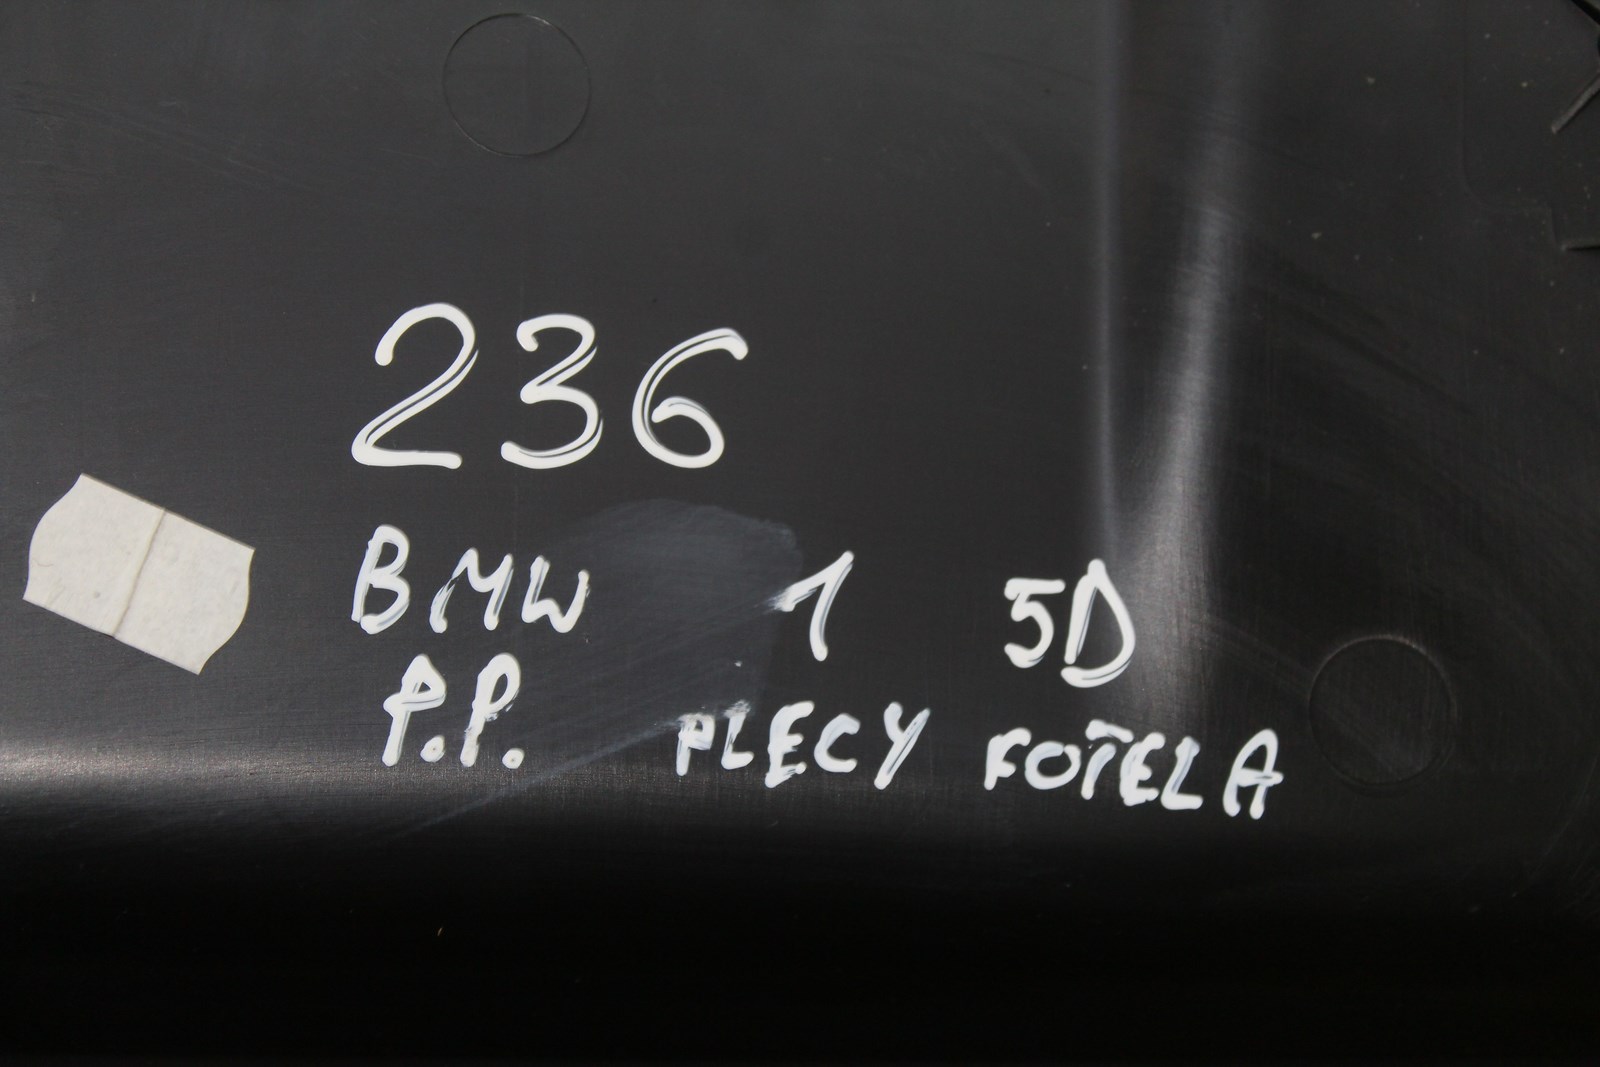 236
BMW 1 5D
P.P. PLECY FOTELA